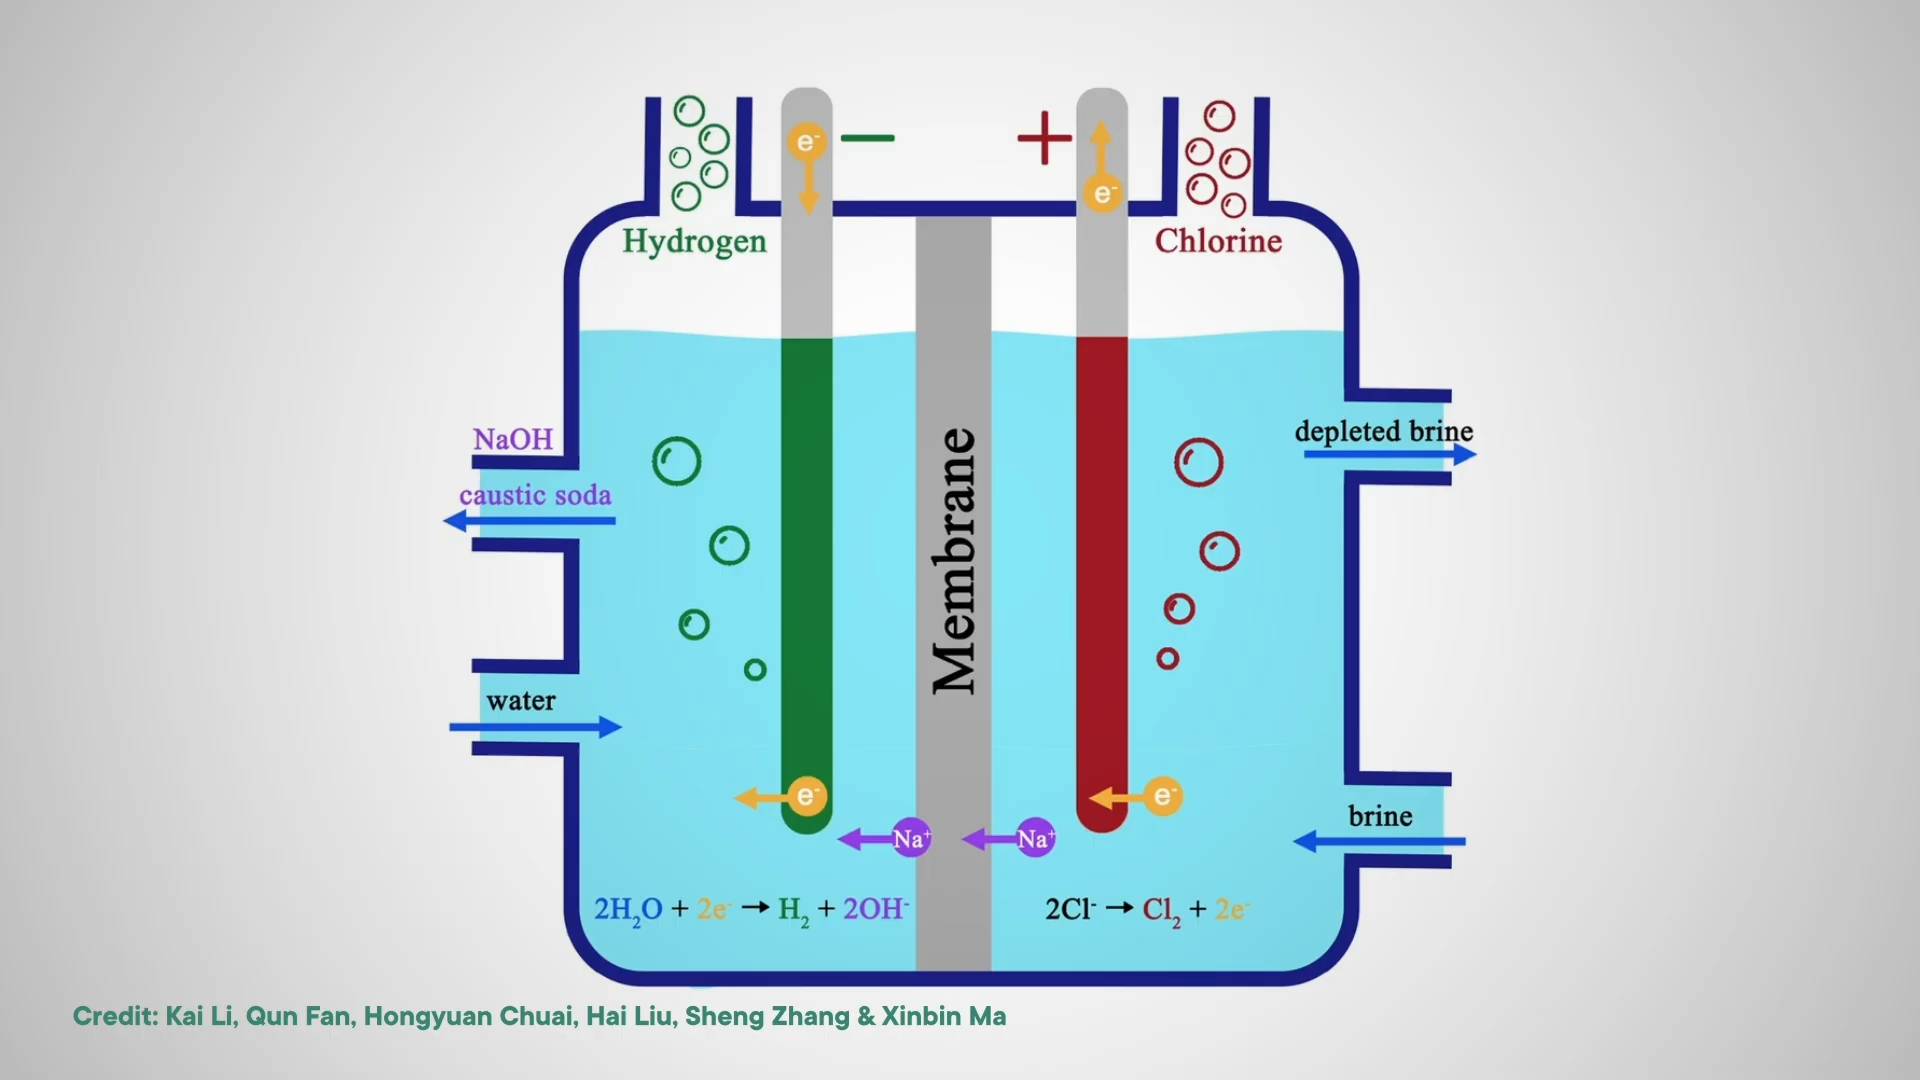 e⁻ — +
e⁻
Hydrogen
Chlorine
NaOH
depleted brine
caustic soda
Membrane
water
e⁻ e⁻
brine
Na⁺ Na⁺
2H₂O + 2e⁻ → H₂ + 2OH⁻
2Cl⁻ → Cl₂ + 2e⁻
Credit: Kai Li, Qun Fan, Hongyuan Chuai, Hai Liu, Sheng Zhang & Xinbin Ma